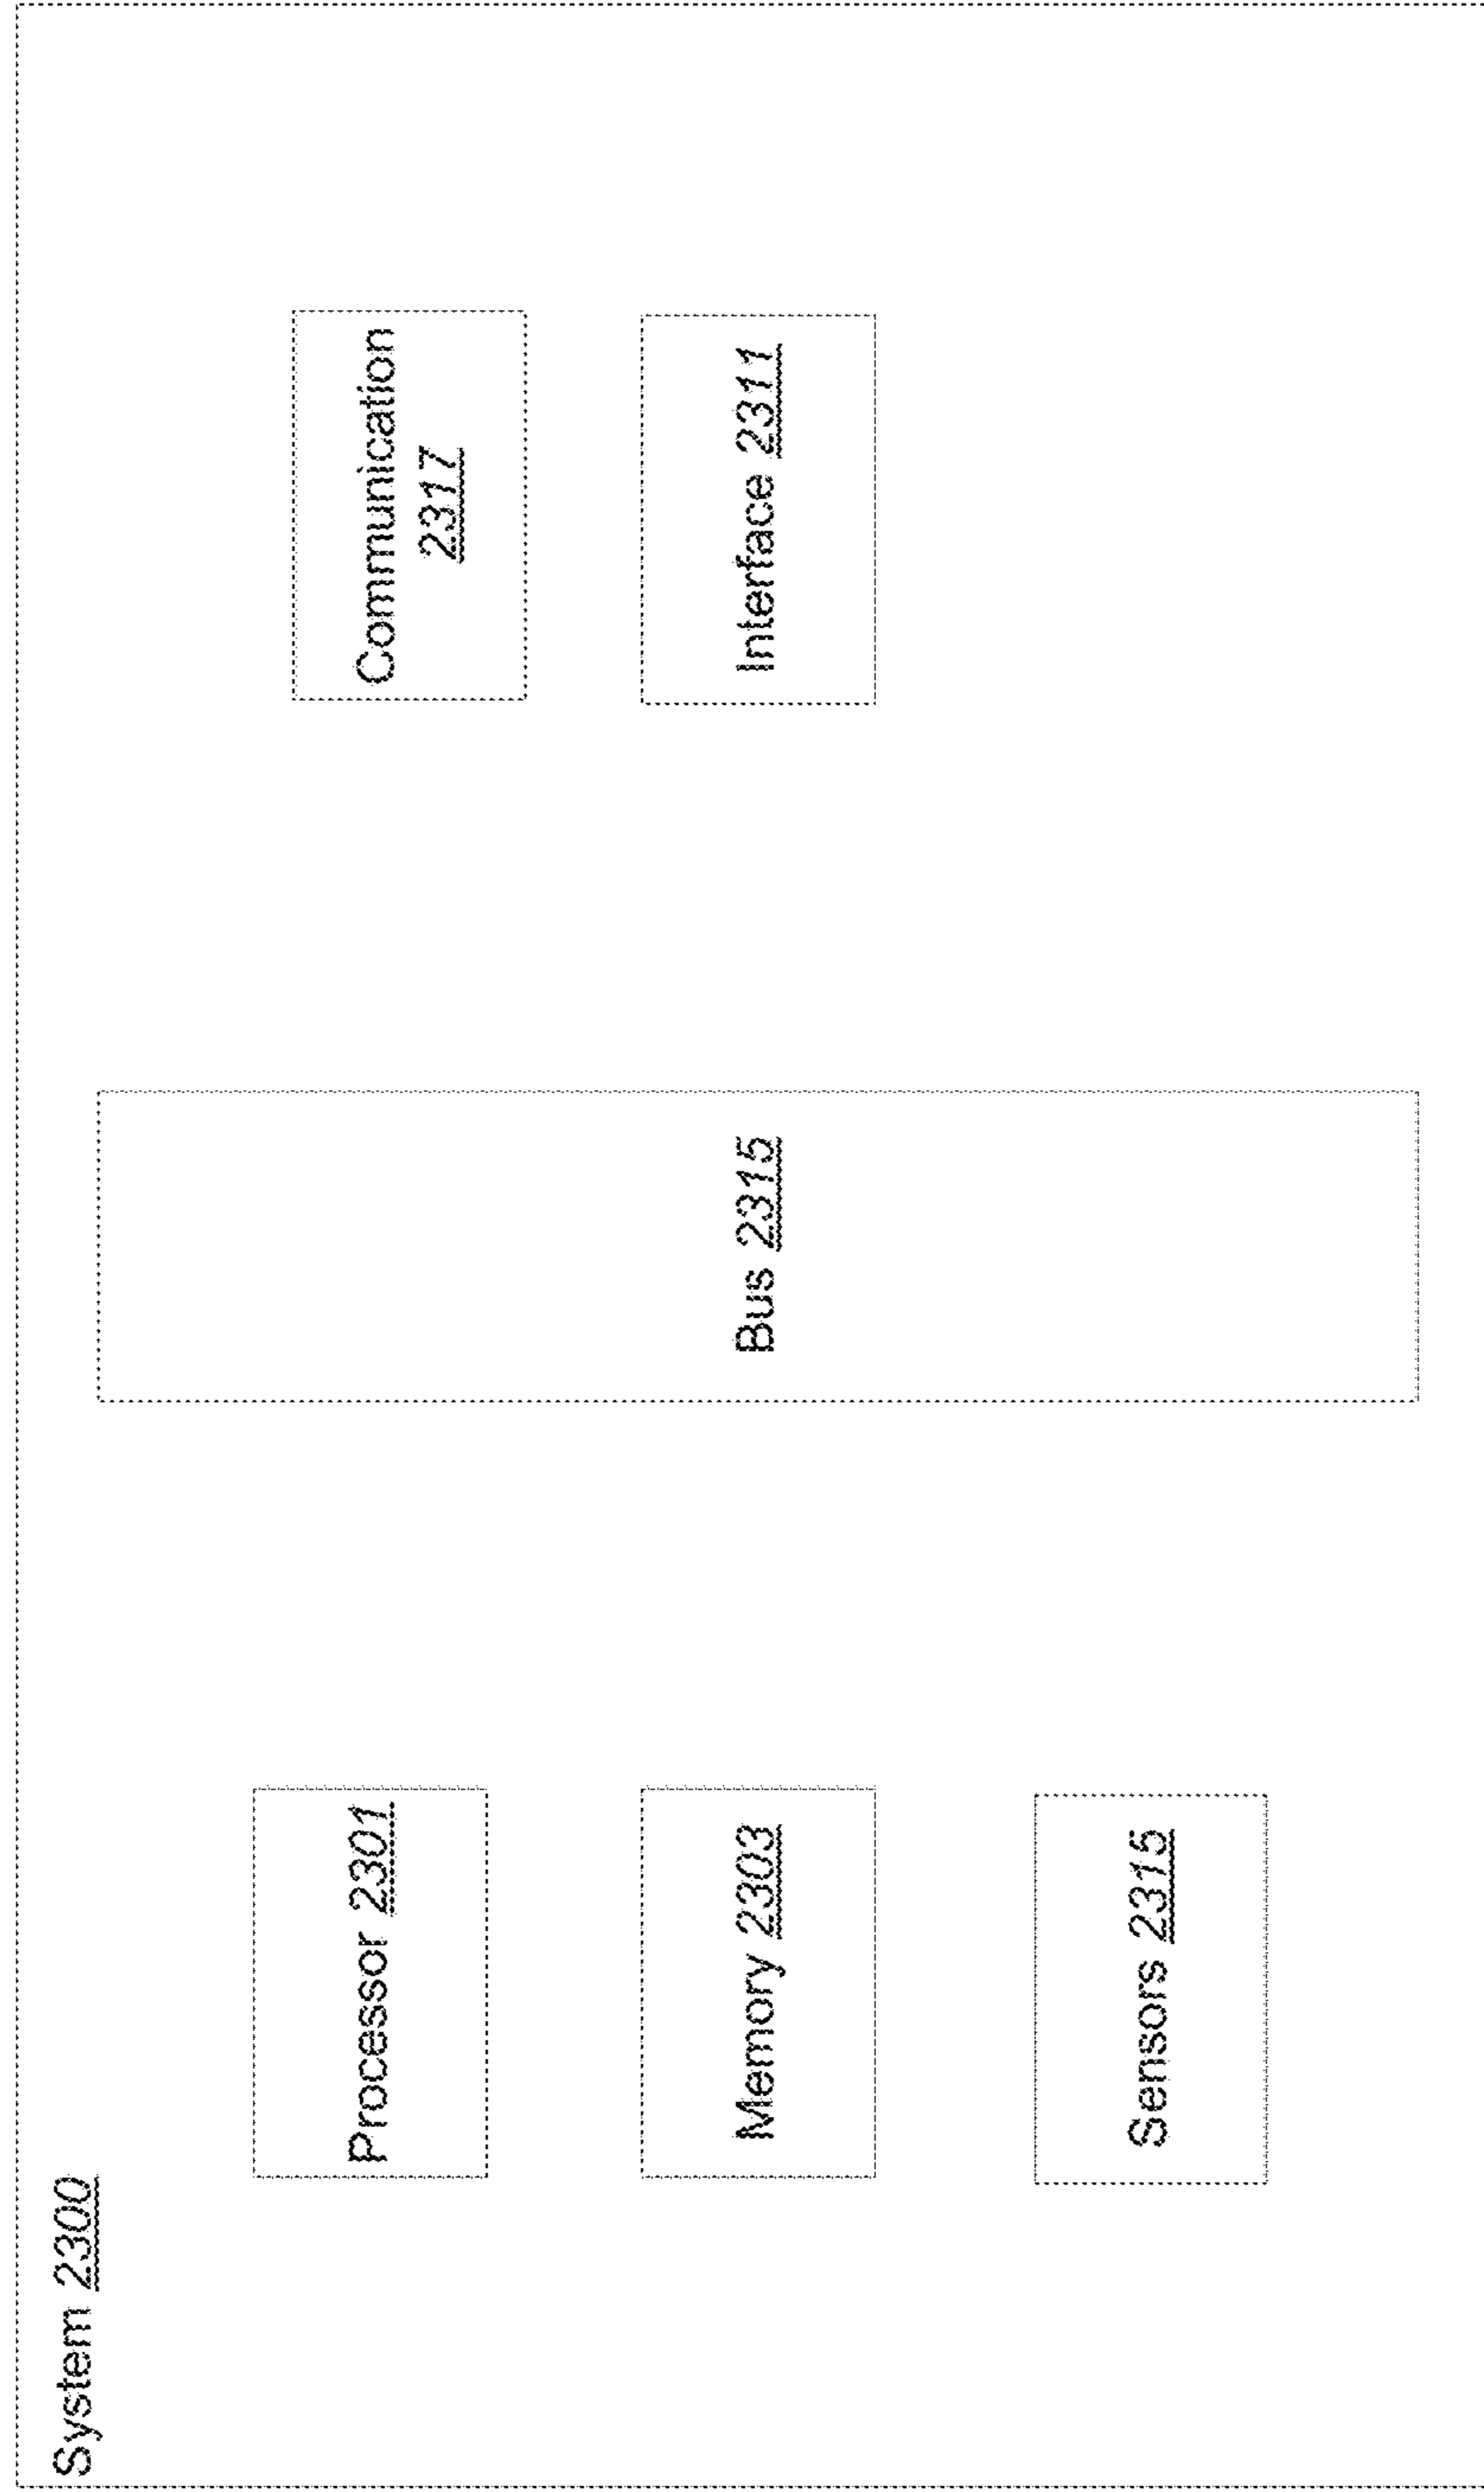 System 2300
Processor 2301
Memory 2303
Sensors 2315
Bus 2315
Communication
2317
Interface 2311